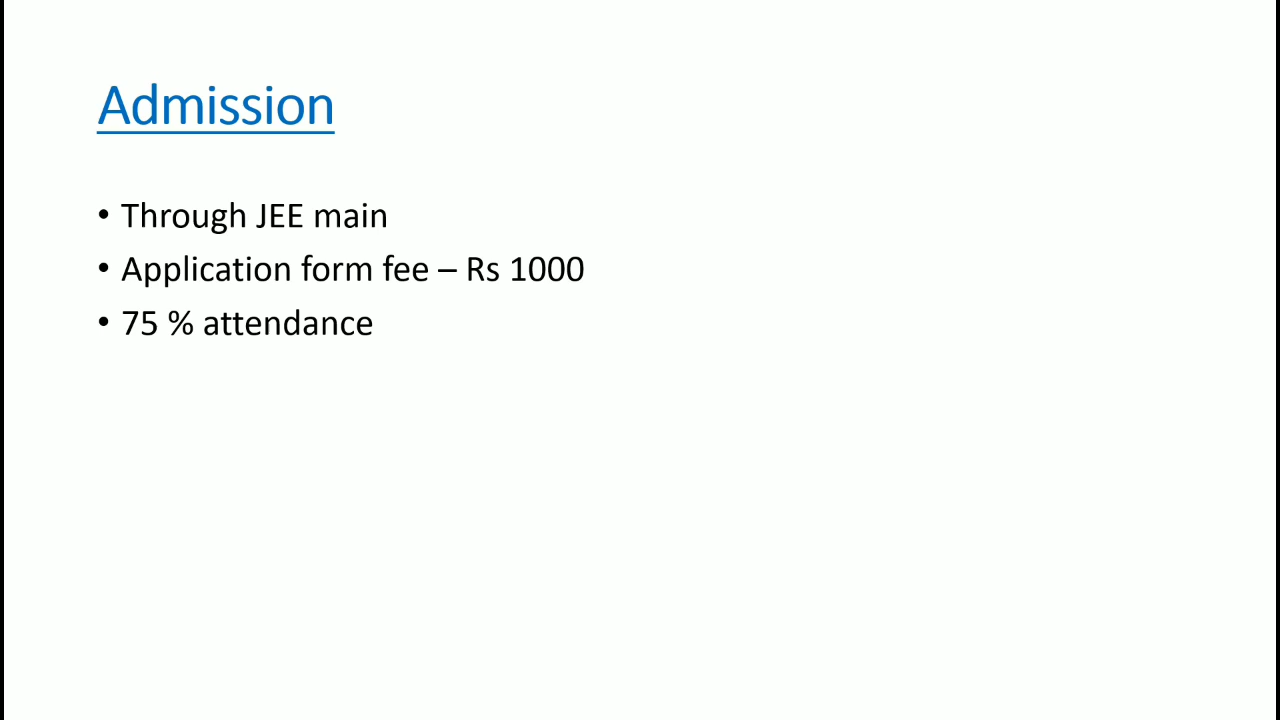 Admission
• Through JEE main
• Application form fee – Rs 1000
• 75 % attendance